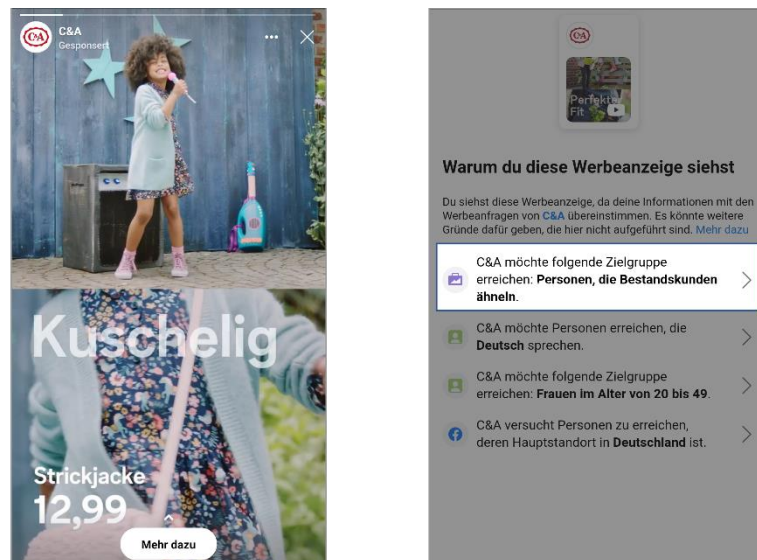 C&A
C&A
Gesponsert
Kuschelig
Strickjacke
12,99
Mehr dazu
C&A
Perfekter
Fit
Warum du diese Werbeanzeige siehst
Du siehst diese Werbeanzeige, da deine Informationen mit den
Werbeanfragen von C&A übereinstimmen. Es könnte weitere
Gründe dafür geben, die hier nicht aufgeführt sind. Mehr dazu
C&A möchte folgende Zielgruppe
erreichen: Personen, die Bestandskunden
ähneln.
C&A möchte Personen erreichen, die
Deutsch sprechen.
C&A möchte folgende Zielgruppe
erreichen: Frauen im Alter von 20 bis 49.
C&A versucht Personen zu erreichen,
deren Hauptstandort in Deutschland ist.